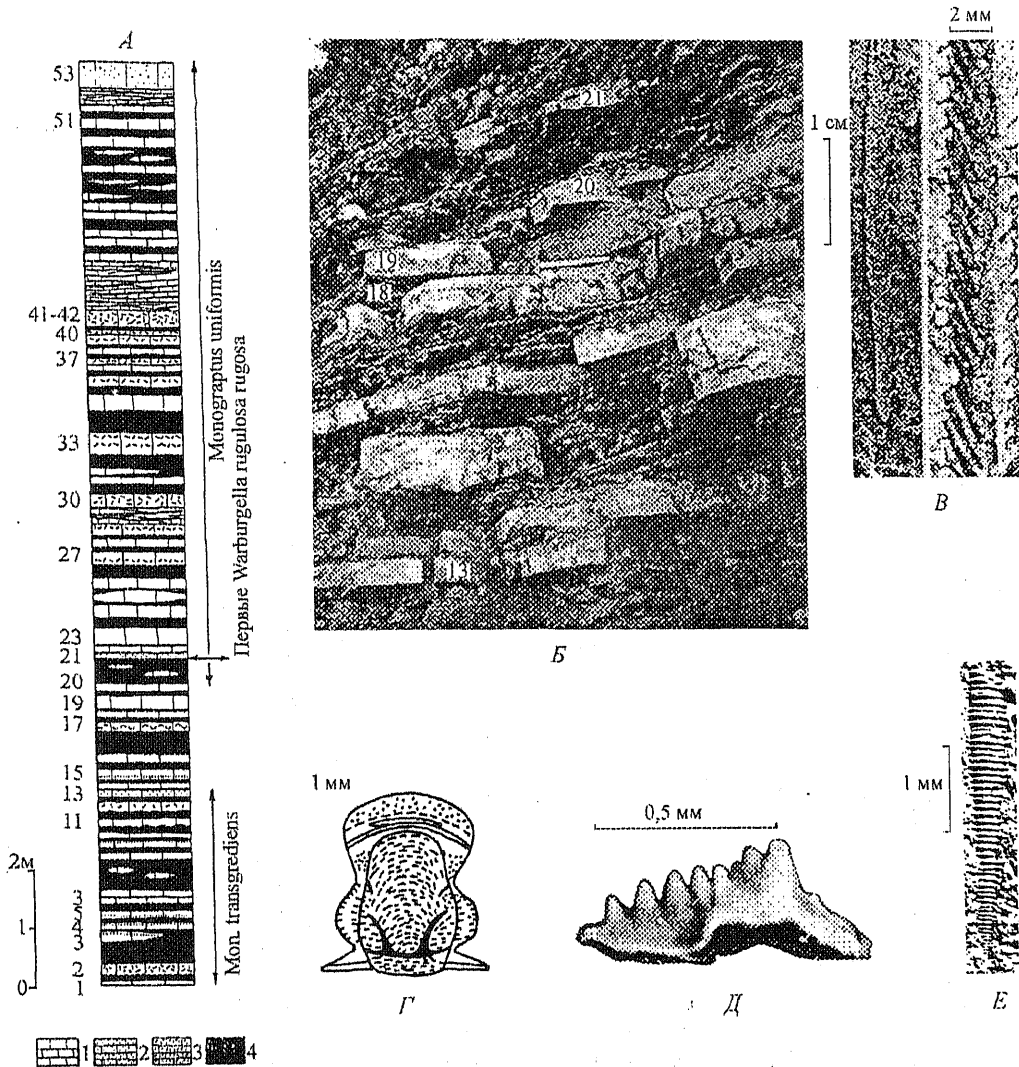 А
53
51
41-42
40
37
33
30
27
23
21
20
19
17
15
13
11
3
5
4
3
2
1
2м
1
0
Monograptus uniformis
Первые Warburgella rugulosa rugosa
Mon. transgrediens
1
2
3
4
21
20
19
18
13
Б
2 мм
1 см
В
1 мм
Г
0,5 мм
Д
1 мм
Е